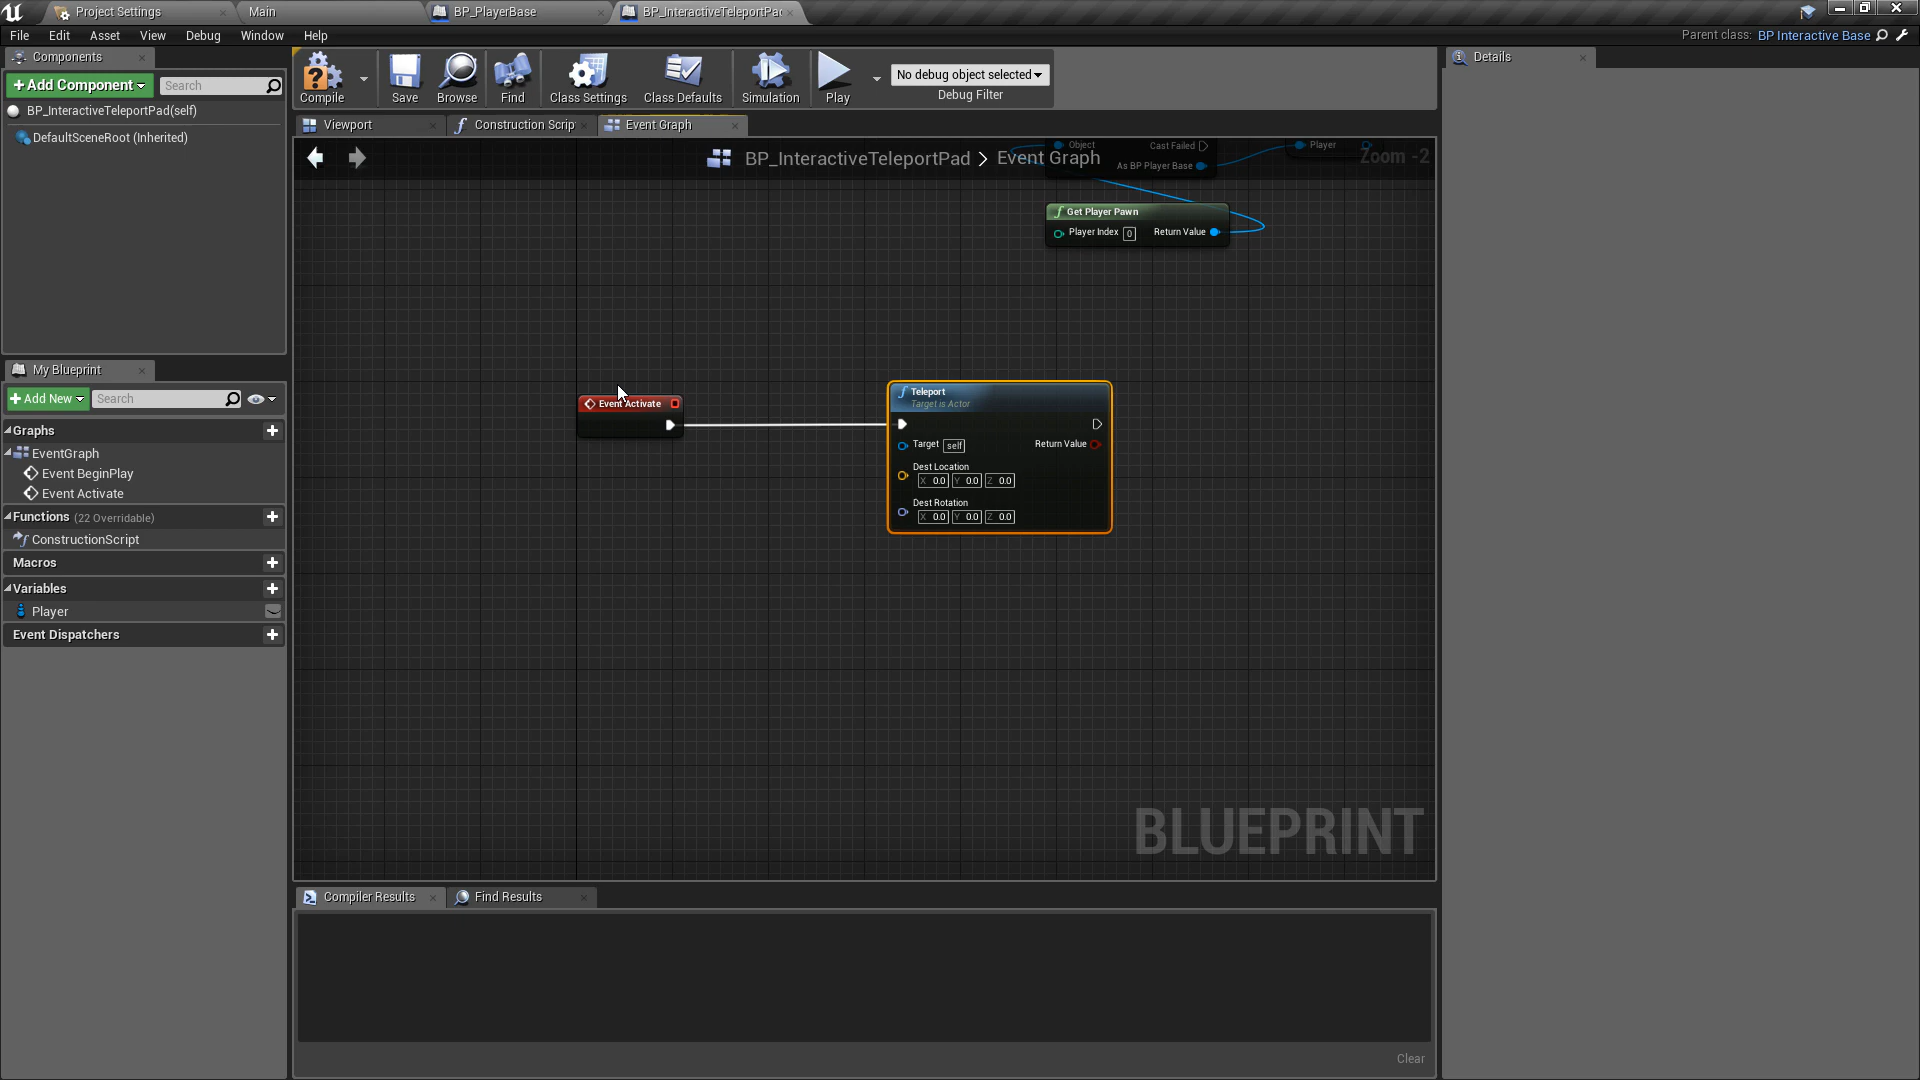 Project Settings
Main
BP_PlayerBase
BP_InteractiveTeleportPad
File Edit Asset View Debug Window Help
Parent class: BP Interactive Base
Components
+Add Component
Search
BP_InteractiveTeleportPad(self)
DefaultSceneRoot (Inherited)
Compile
Save
Browse
Find
Class Settings
Class Defaults
Simulation
Play
No debug object selected
Debug Filter
Details
Viewport
Construction Scrip
Event Graph
BP_InteractiveTeleportPad > Event Graph
Zoom -2
Object
Cast Failed
As BP Player Base
Player
Get Player Pawn
Player Index 0
Return Value
Event Activate
Teleport
Target is Actor
Target self
Return Value
Dest Location
X 0.0 Y 0.0 Z 0.0
Dest Rotation
X 0.0 Y 0.0 Z 0.0
BLUEPRINT
My Blueprint
+Add New
Search
Graphs
EventGraph
Event BeginPlay
Event Activate
Functions (22 Overridable)
ConstructionScript
Macros
Variables
Player
Event Dispatchers
Compiler Results
Find Results
Clear